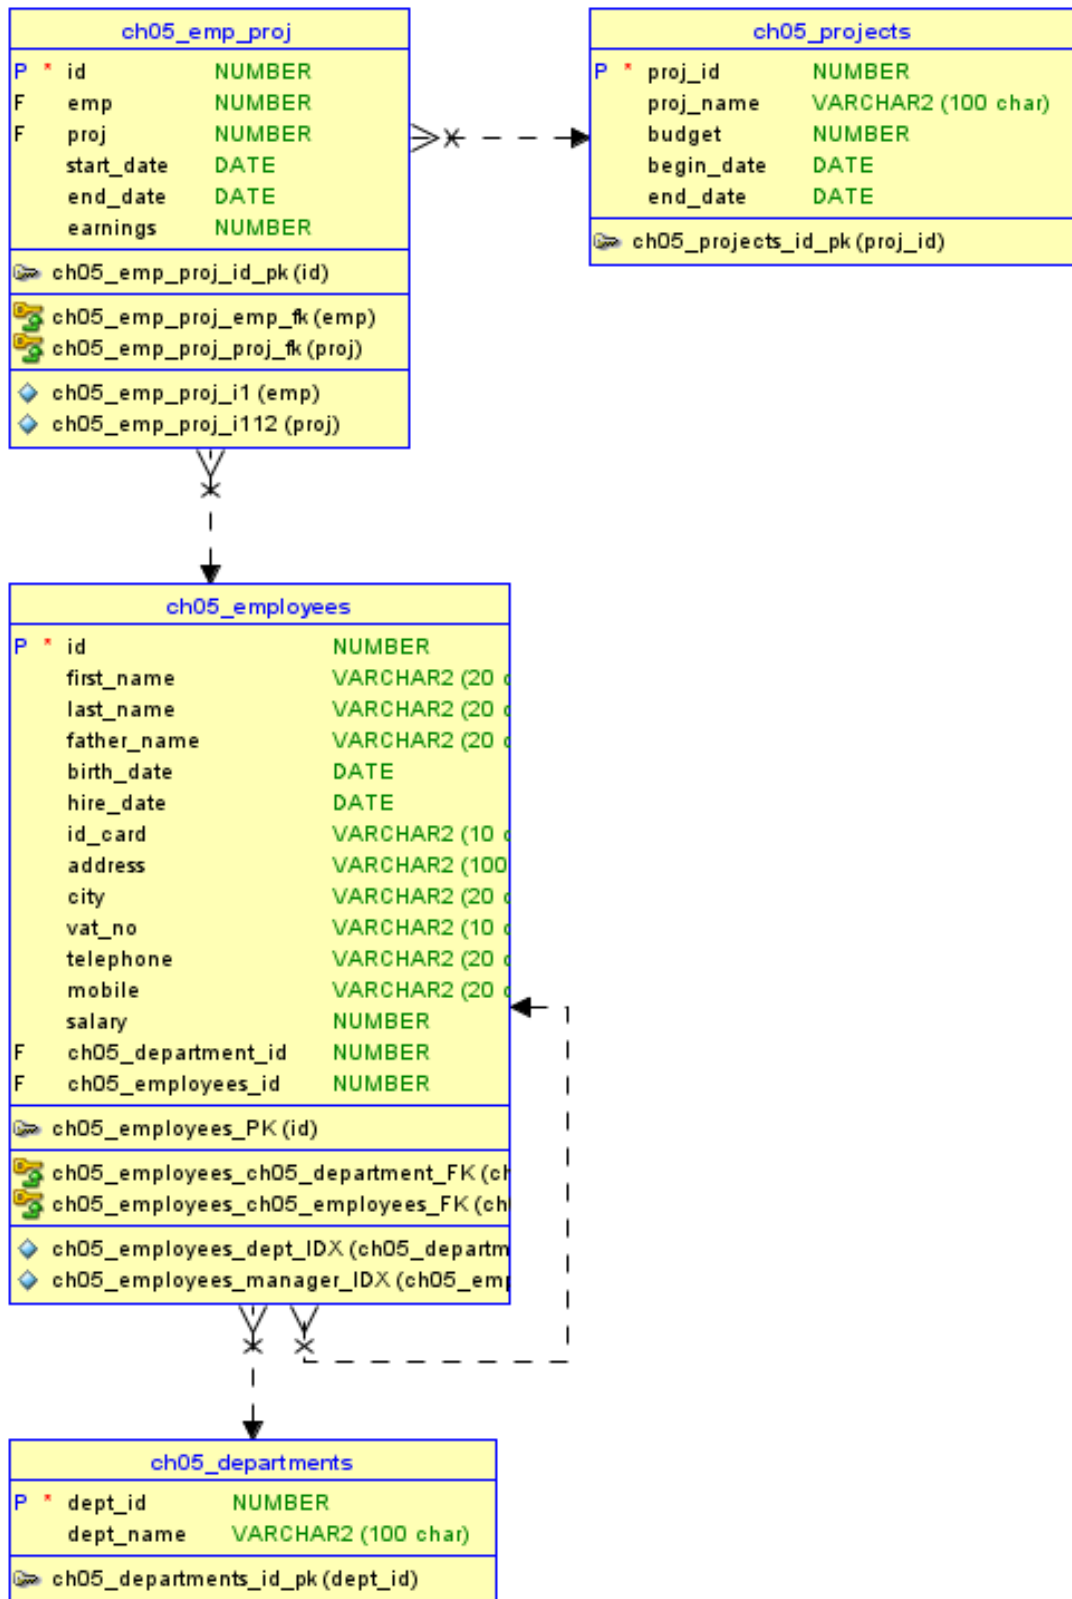 ch05_emp_proj
P * id NUMBER
F emp NUMBER
F proj NUMBER
start_date DATE
end_date DATE
earnings NUMBER
ch05_emp_proj_id_pk (id)
ch05_emp_proj_emp_fk (emp)
ch05_emp_proj_proj_fk (proj)
ch05_emp_proj_i1 (emp)
ch05_emp_proj_i112 (proj)
ch05_projects
P * proj_id NUMBER
proj_name VARCHAR2 (100 char)
budget NUMBER
begin_date DATE
end_date DATE
ch05_projects_id_pk (proj_id)
ch05_employees
P * id NUMBER
first_name VARCHAR2 (20
last_name VARCHAR2 (20
father_name VARCHAR2 (20
birth_date DATE
hire_date DATE
id_card VARCHAR2 (10
address VARCHAR2 (100
city VARCHAR2 (20
vat_no VARCHAR2 (10
telephone VARCHAR2 (20
mobile VARCHAR2 (20
salary NUMBER
F ch05_department_id NUMBER
F ch05_employees_id NUMBER
ch05_employees_PK (id)
ch05_employees_ch05_department_FK (ch
ch05_employees_ch05_employees_FK (ch
ch05_employees_dept_IDX (ch05_departm
ch05_employees_manager_IDX (ch05_emp
ch05_departments
P * dept_id NUMBER
dept_name VARCHAR2 (100 char)
ch05_departments_id_pk (dept_id)